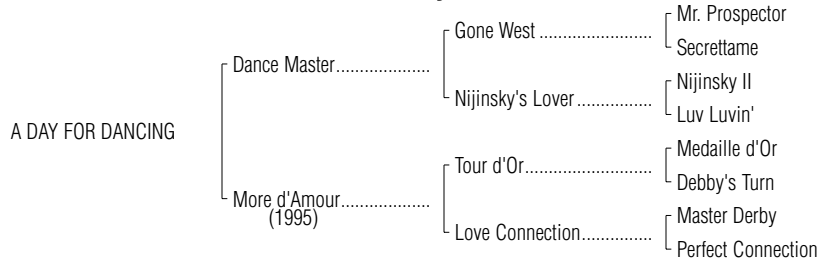 Mr. Prospector
Gone West ..........................
Secrettame
Dance Master.....................
Nijinsky II
Nijinsky's Lover .................
Luv Luvin'
A DAY FOR DANCING
Medaille d'Or
Tour d'Or.............................
Debby's Turn
More d'Amour....................
(1995)
Master Derby
Love Connection................
Perfect Connection